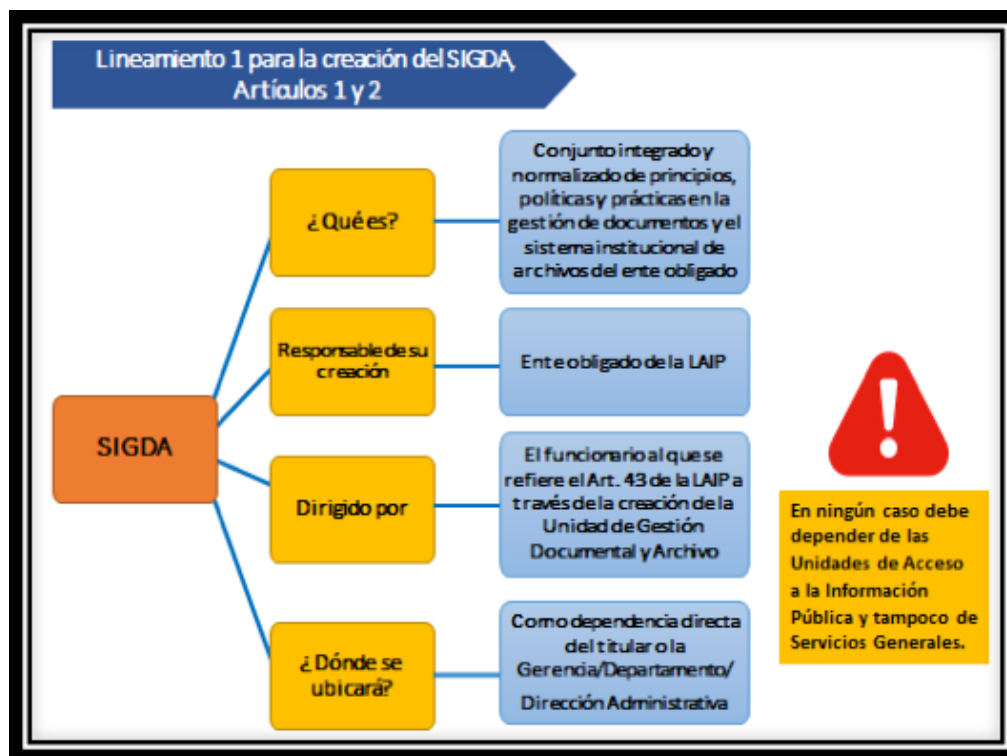 Lineamiento 1 para la creación del SIGDA,
Artículos 1 y 2
¿Qué es?
Conjunto integrado y
normalizado de principios,
políticas y prácticas en la
gestión de documentos y el
sistema institucional de
archivos del ente obligado
Responsable de su
creación
Ente obligado de la LAIP
SIGDA
Dirigido por
El funcionario al que se
refiere el Art. 43 de la LAIP a
través de la creación de la
Unidad de Gestión
Documental y Archivo
¿Dónde se
ubicará?
Como dependencia directa
del titular o la
Gerencia/Departamento/
Dirección Administrativa
!
En ningún caso debe
depender de las
Unidades de Acceso
a la Información
Pública y tampoco de
Servicios Generales.